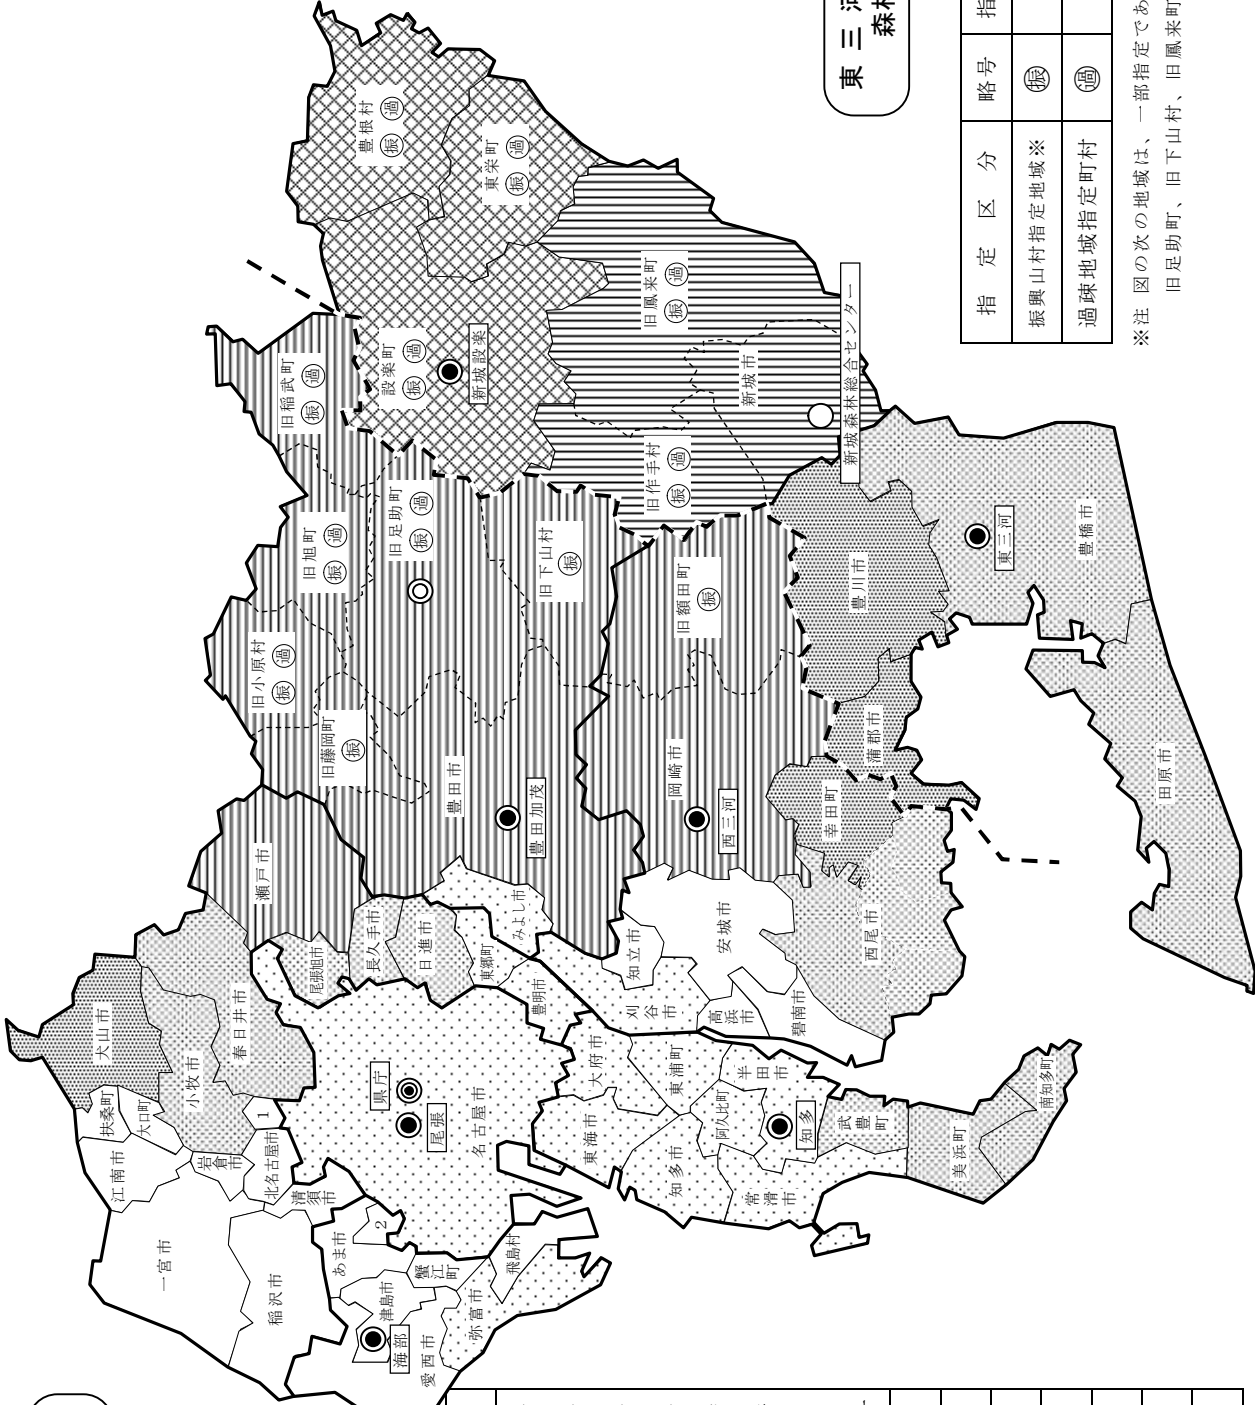 東三河
森林
指定区分
略号
指
振興山村指定地域※
振
過疎地域指定町村
過
※注 図の次の地域は、一部指定であ
旧足助町、旧下山村、旧鳳来町
豊根村
振 過
東栄町
振 過
設楽町
振 過
新城設楽
旧鳳来町
振 過
新城市
旧作手村
振 過
新城森林総合センター
旧稲武町
振 過
旧旭町
振 過
旧足助町
振 過
旧下山村
振
旧小原村
振 過
旧藤岡町
振
豊田市
豊田加茂
旧額田町
振
岡崎市
西三河
豊川市
東三河
豊橋市
蒲郡市
田原市
幸田町
西尾市
瀬戸市
尾張旭市
長久手市
日進市
東郷町
みよし市
豊明市
知立市
安城市
刈谷市
高浜市
碧南市
犬山市
扶桑町
大口町
小牧市
春日井市
江南市
岩倉市
1
北名古屋市
清須市
一宮市
稲沢市
県庁
尾張
名古屋市
あま市
2
津島市
海部
愛西市
蟹江町
弥富市
飛島村
東海市
大府市
東浦町
知多市
阿久比町
半田市
知多
常滑市
武豊町
美浜町
南知多町